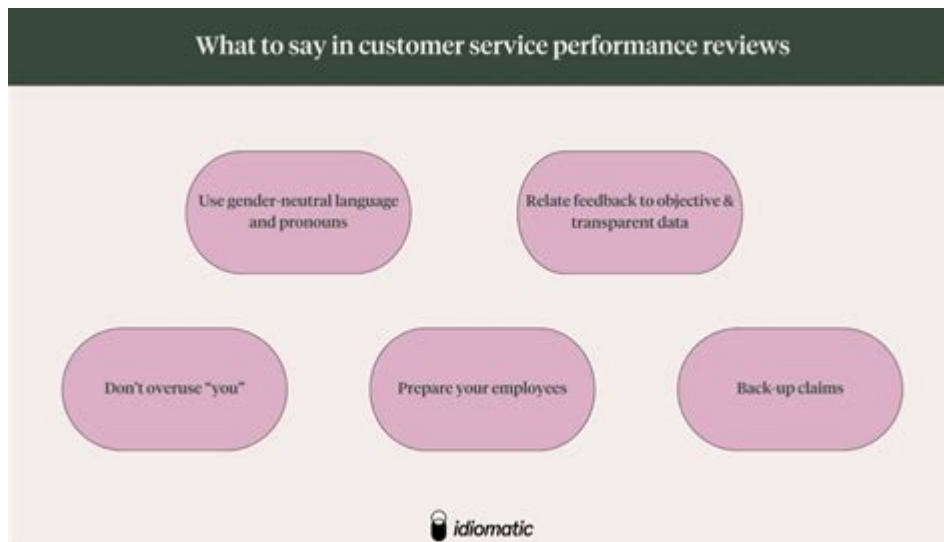 What to say in customer service performance reviews
Use gender-neutral language
and pronouns
Relate feedback to objective &
transparent data
Don't overuse “you”
Prepare your employees
Back-up claims
idiomatic